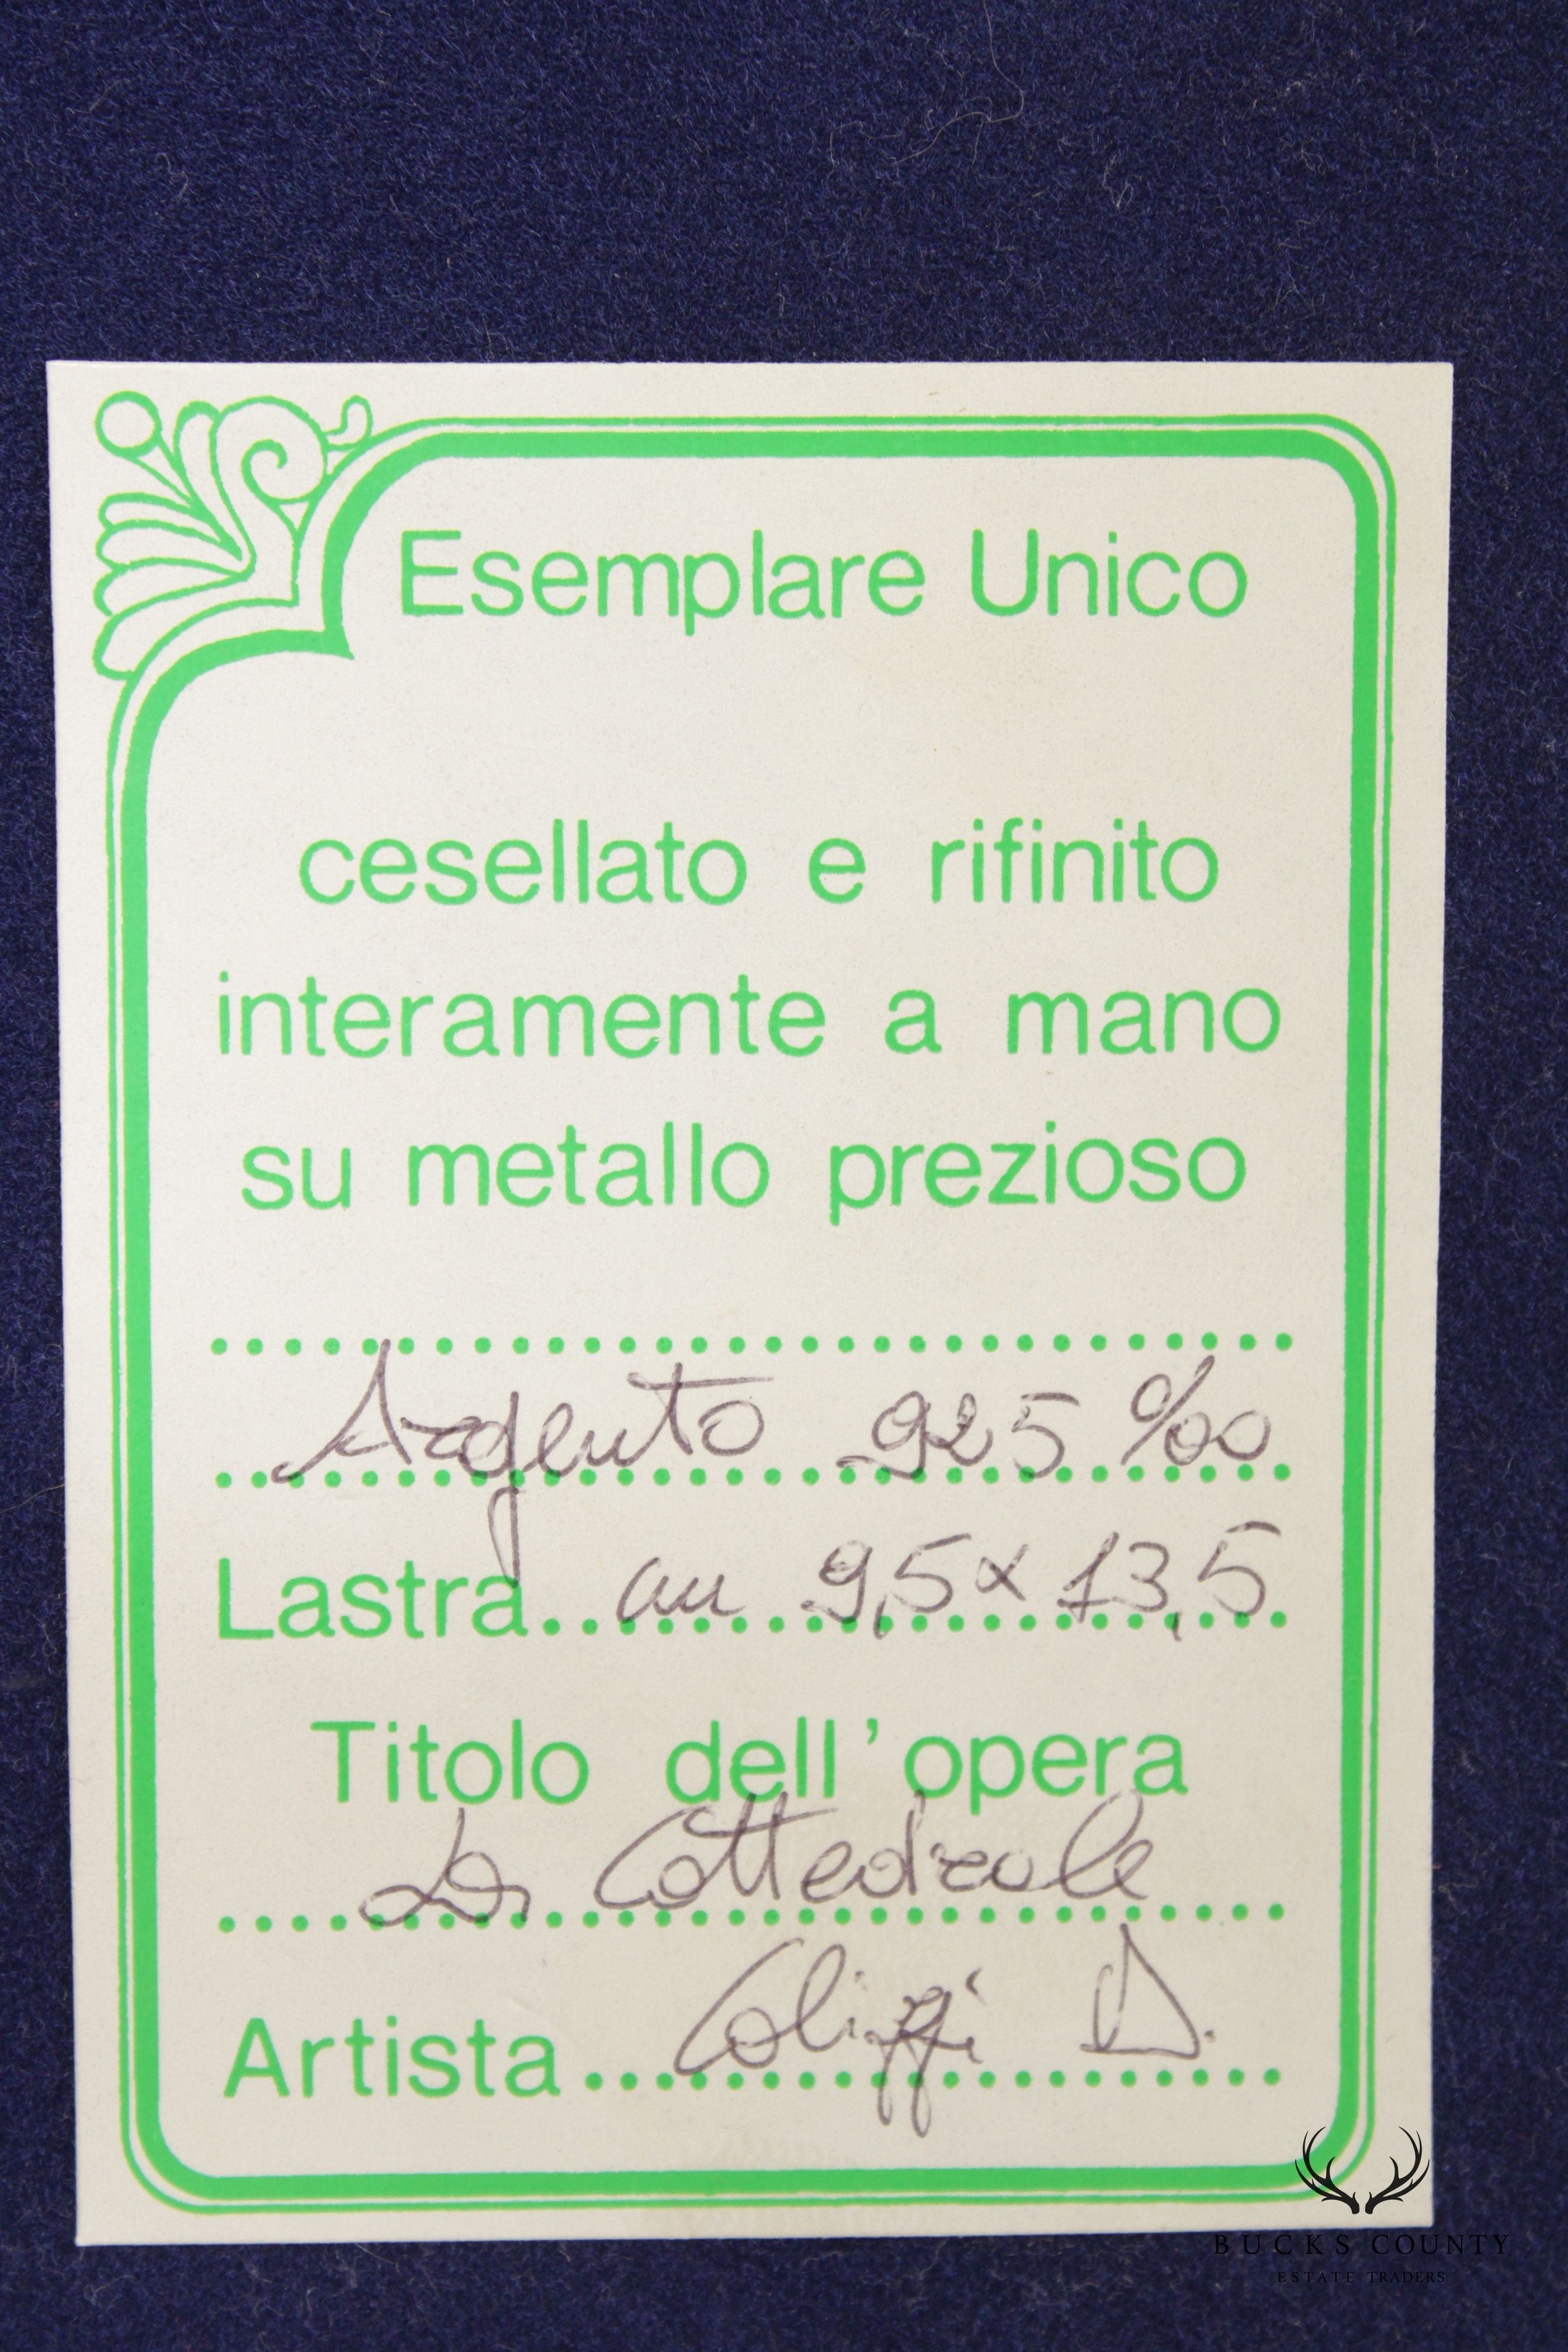 Esemplare Unico
cesellato e rifinito
interamente a mano
su metallo prezioso
Argento 925 ‰
Lastra cm 9,5 x 13,5
Titolo dell'opera
La Cattedrale
Artista D.
BUCKS COUNTY
ESTATE TRADERS